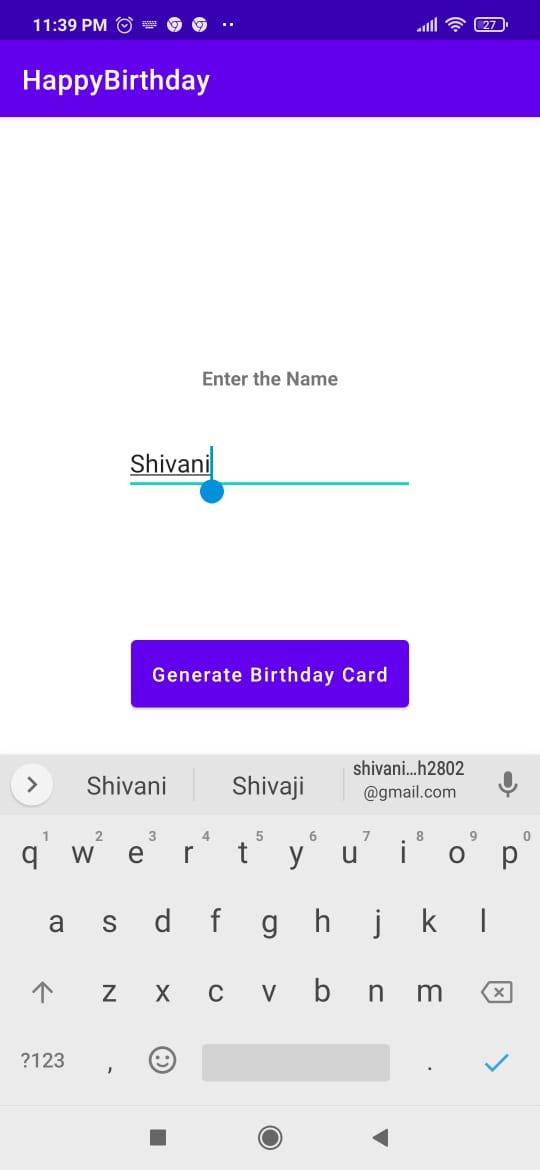 11:39 PM 27
HappyBirthday
Enter the Name
Shivani
Generate Birthday Card
Shivani Shivaji shivani...h2802
@gmail.com
1 2 3 4 5 6 7 8 9 0
q w e r t y u i o p
a s d f g h j k l
z x c v b n m
?123 , .